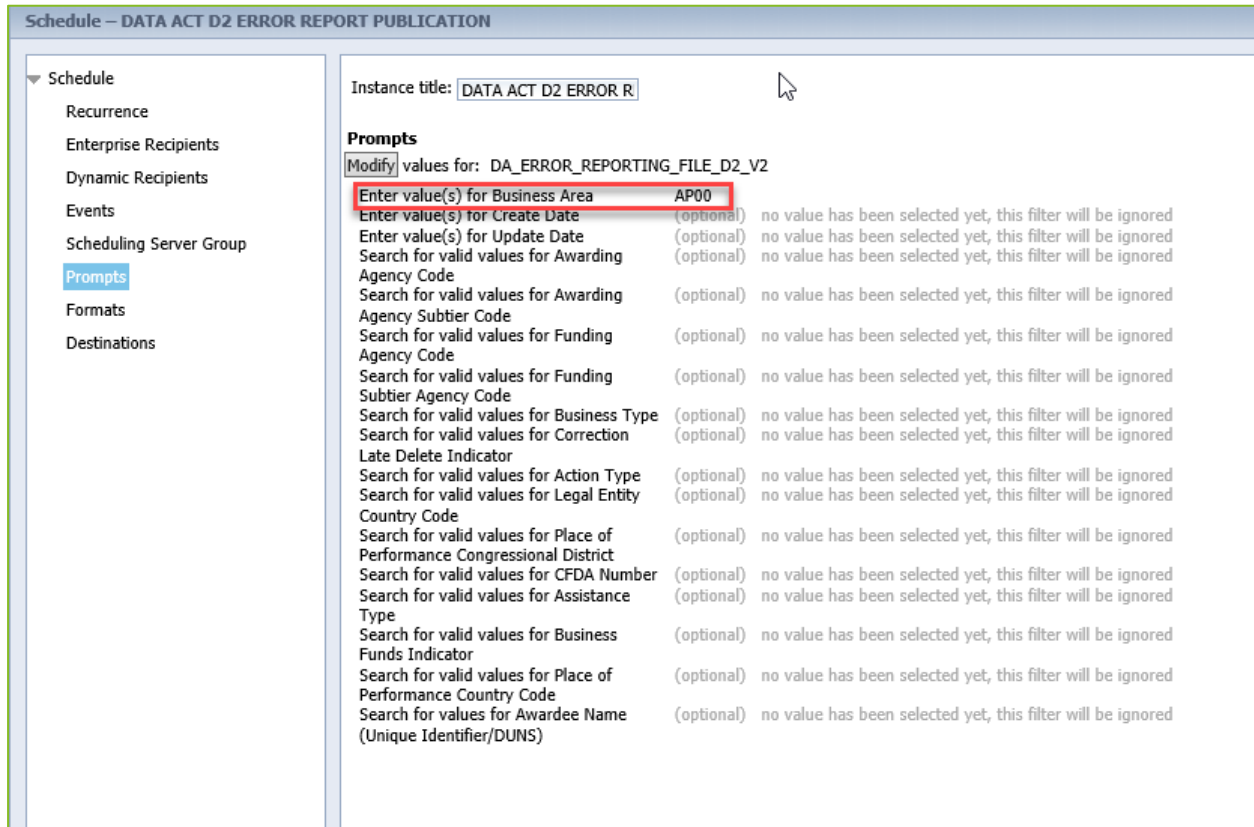 Schedule – DATA ACT D2 ERROR REPORT PUBLICATION
Schedule
Recurrence
Enterprise Recipients
Dynamic Recipients
Events
Scheduling Server Group
Prompts
Formats
Destinations
Instance title: DATA ACT D2 ERROR R
Prompts
Modify values for: DA_ERROR_REPORTING_FILE_D2_V2
Enter value(s) for Business Area AP00
Enter value(s) for Create Date (optional) no value has been selected yet, this filter will be ignored
Enter value(s) for Update Date (optional) no value has been selected yet, this filter will be ignored
Search for valid values for Awarding (optional) no value has been selected yet, this filter will be ignored
Agency Code
Search for valid values for Awarding (optional) no value has been selected yet, this filter will be ignored
Agency Subtier Code
Search for valid values for Funding (optional) no value has been selected yet, this filter will be ignored
Agency Code
Search for valid values for Funding (optional) no value has been selected yet, this filter will be ignored
Subtier Agency Code
Search for valid values for Business Type (optional) no value has been selected yet, this filter will be ignored
Search for valid values for Correction (optional) no value has been selected yet, this filter will be ignored
Late Delete Indicator
Search for valid values for Action Type (optional) no value has been selected yet, this filter will be ignored
Search for valid values for Legal Entity (optional) no value has been selected yet, this filter will be ignored
Country Code
Search for valid values for Place of (optional) no value has been selected yet, this filter will be ignored
Performance Congressional District
Search for valid values for CFDA Number (optional) no value has been selected yet, this filter will be ignored
Search for valid values for Assistance (optional) no value has been selected yet, this filter will be ignored
Type
Search for valid values for Business (optional) no value has been selected yet, this filter will be ignored
Funds Indicator
Search for valid values for Place of (optional) no value has been selected yet, this filter will be ignored
Performance Country Code
Search for values for Awardee Name (optional) no value has been selected yet, this filter will be ignored
(Unique Identifier/DUNS)